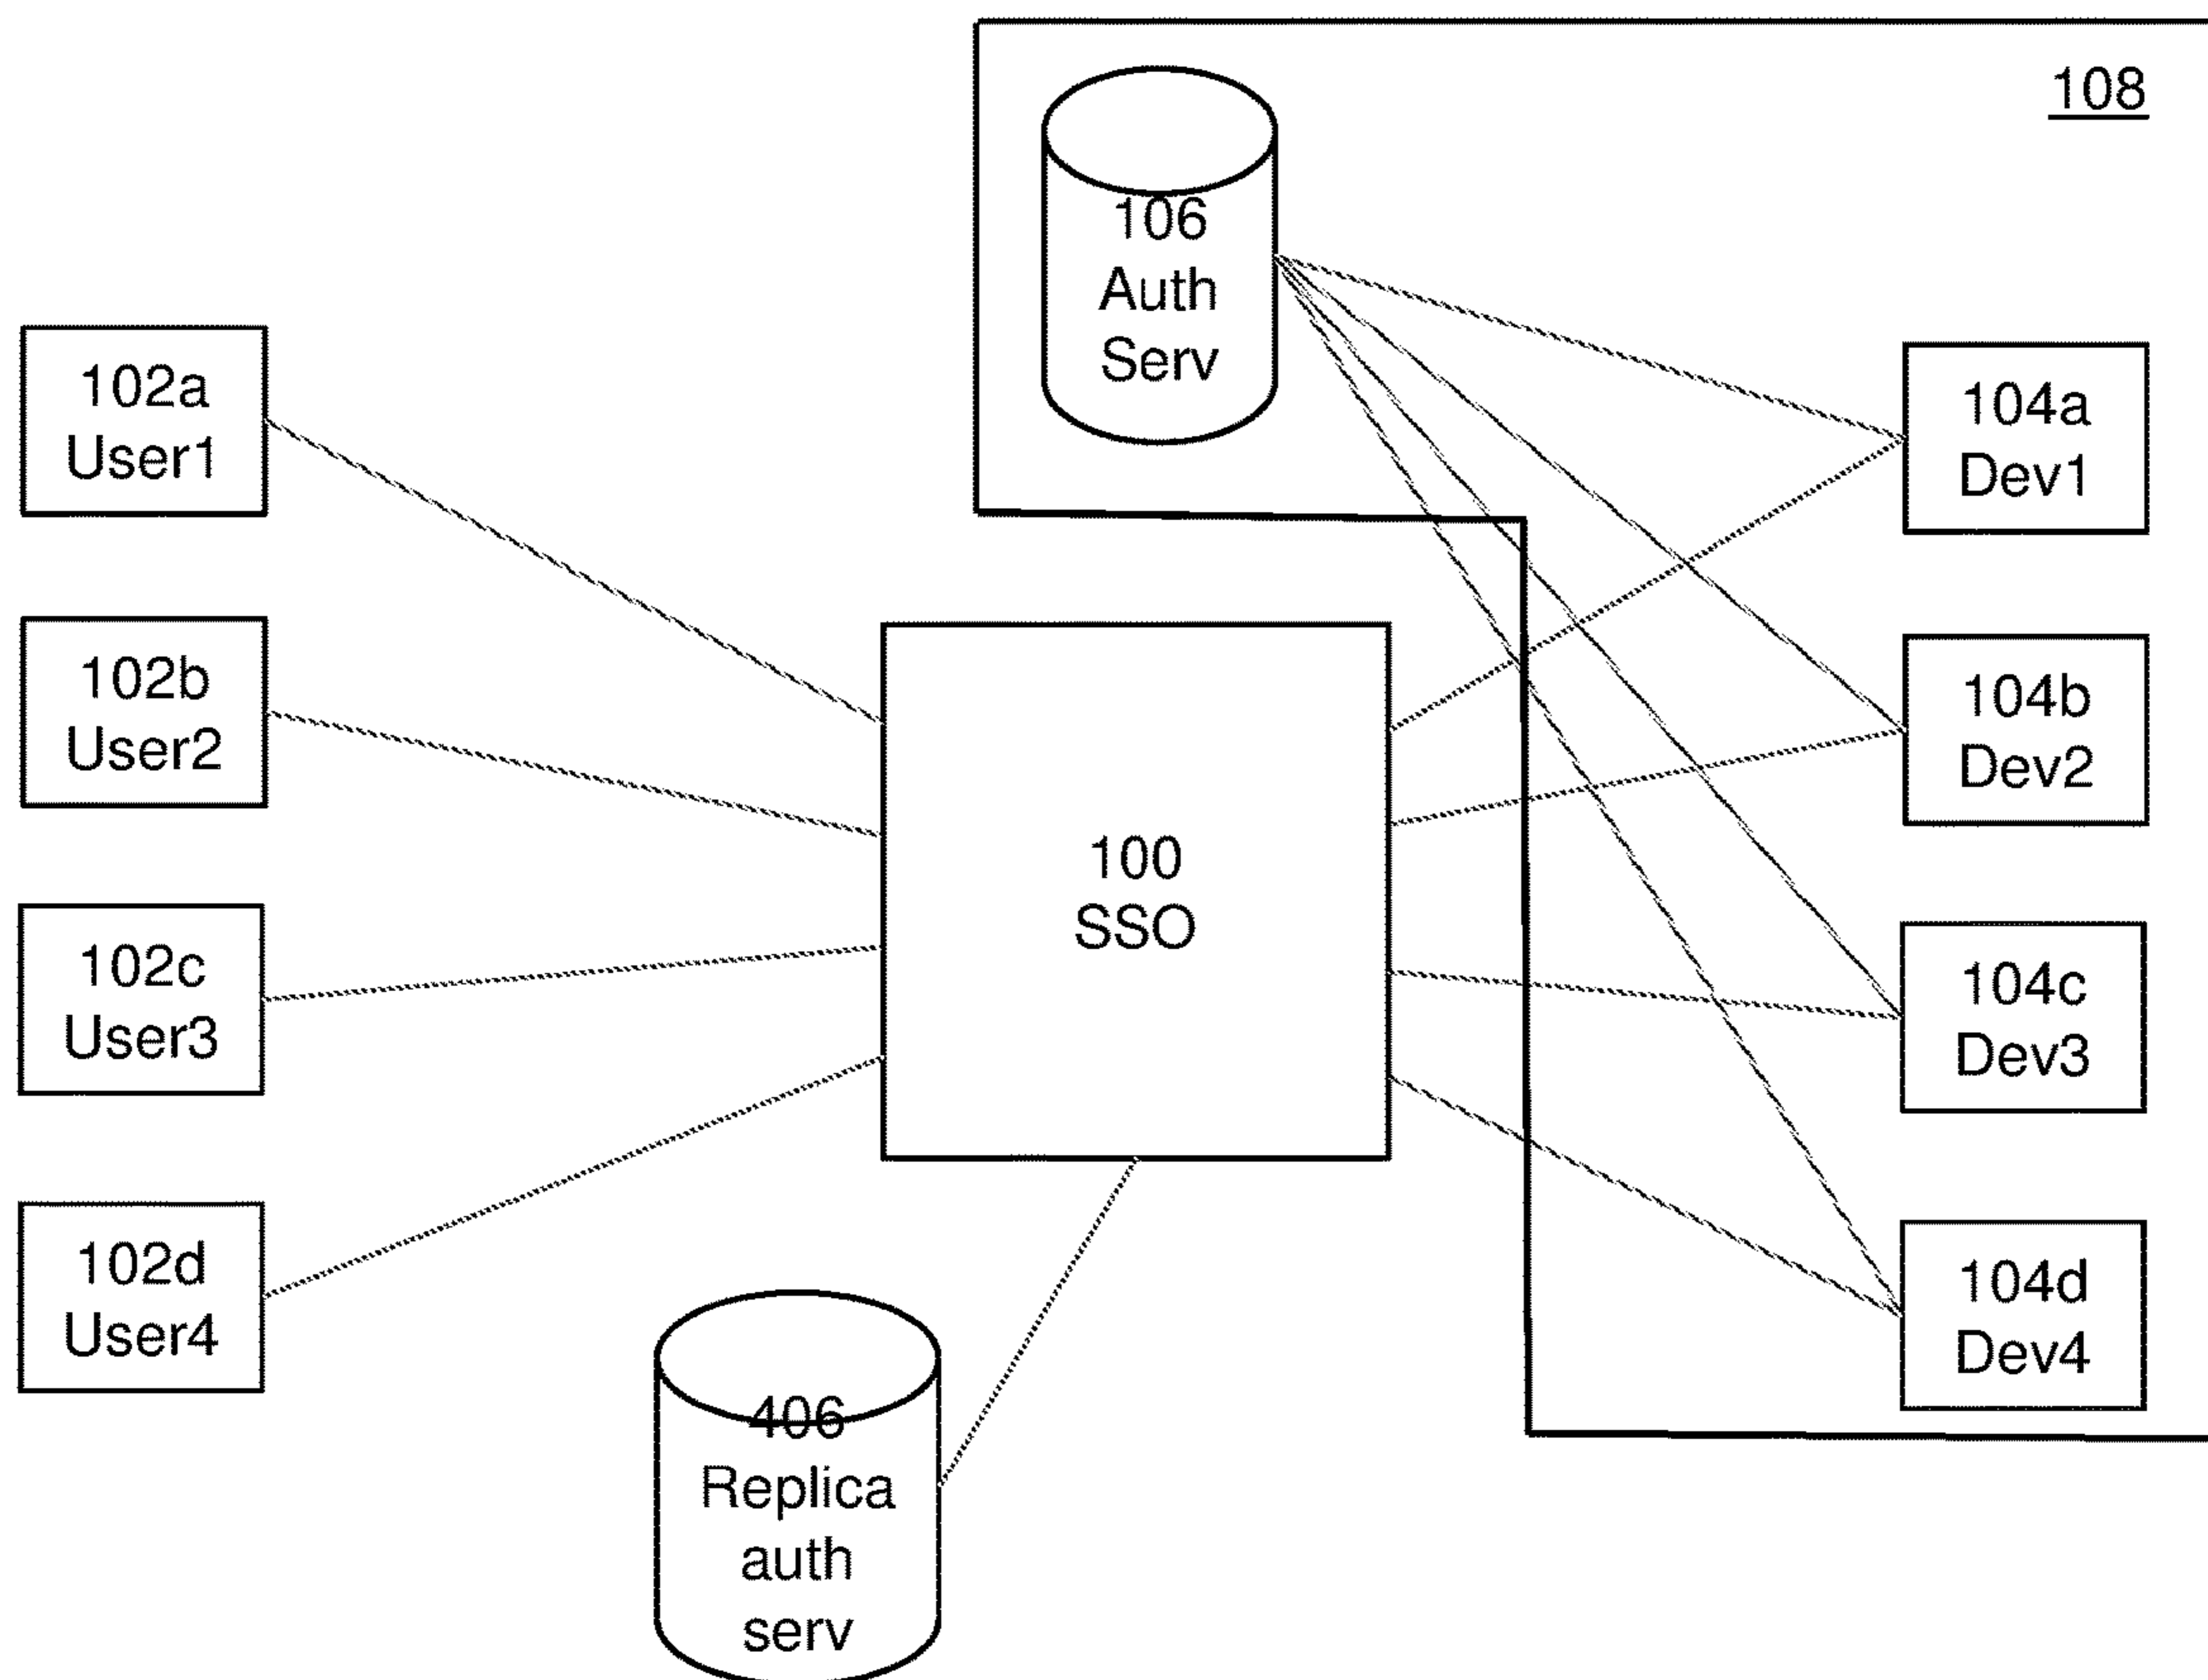 108
106
Auth
Serv
102a
User1
104a
Dev1
102b
User2
104b
Dev2
100
SSO
102c
User3
104c
Dev3
102d
User4
104d
Dev4
406
Replica
auth
serv